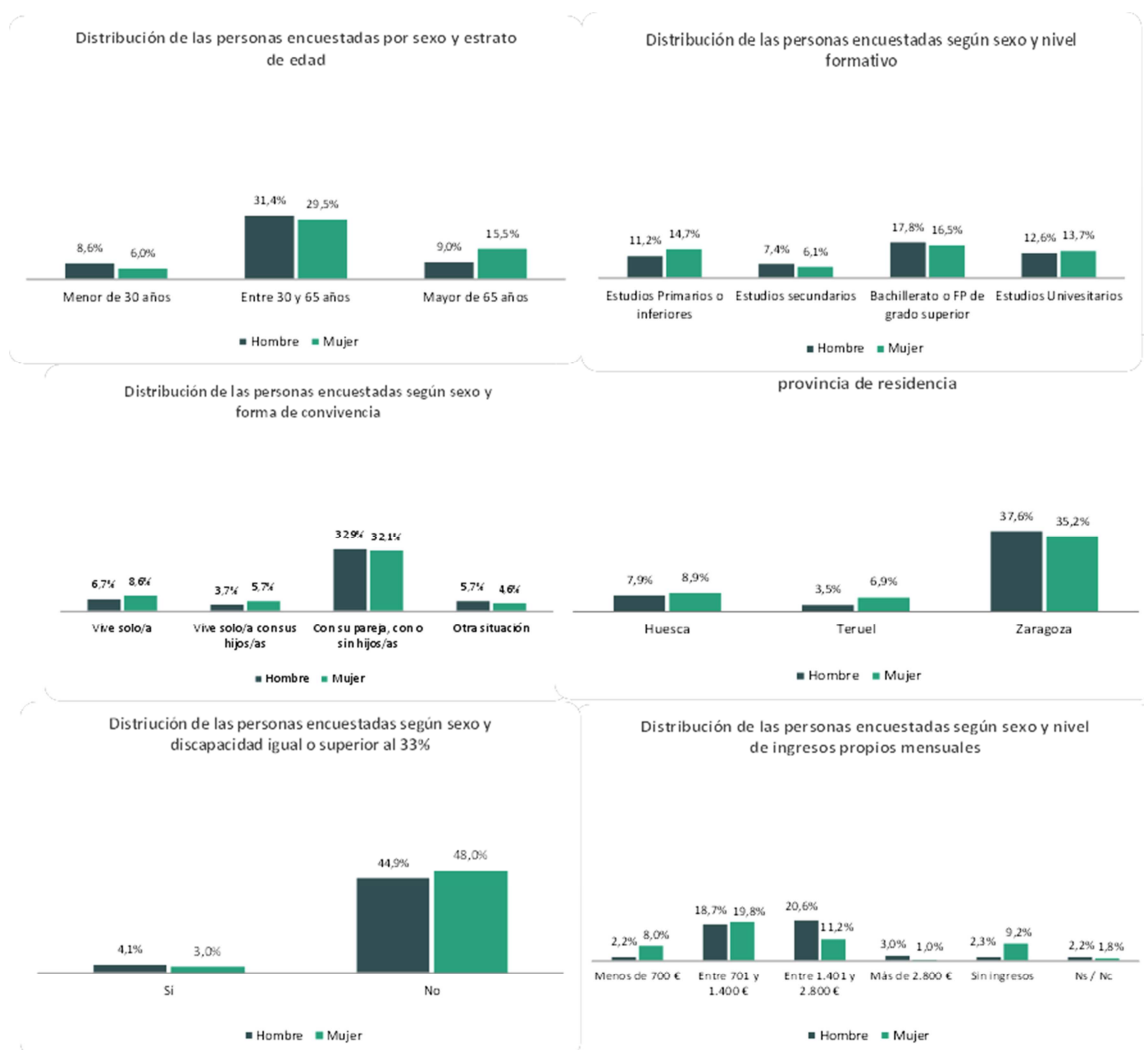 Distribución de las personas encuestadas por sexo y estrato
de edad
31,4%
29,5%
8,6%
6,0%
9,0%
15,5%
Menor de 30 años
Entre 30 y 65 años
Mayor de 65 años
Hombre Mujer
Distribución de las personas encuestadas según sexo y nivel
formativo
11,2% 14,7%
7,4% 6,1%
17,8% 16,5%
12,6% 13,7%
Estudios Primarios o
inferiores
Estudios secundarios
Bachillerato o FP de
grado superior
Estudios Univesitarios
Hombre Mujer
Distribución de las personas encuestadas según sexo y
forma de convivencia
6,7% 8,6%
3,7% 5,7%
32,9% 32,1%
5,7% 4,6%
Vive solo/a
Vive solo/a con sus
hijos/as
Con su pareja, con o
sin hijos/as
Otra situación
Hombre Mujer
provincia de residencia
7,9% 8,9%
3,5% 6,9%
37,6% 35,2%
Huesca
Teruel
Zaragoza
Hombre Mujer
Distriución de las personas encuestadas según sexo y
discapacidad igual o superior al 33%
4,1% 3,0%
44,9% 48,0%
Si
No
Hombre Mujer
Distribución de las personas encuestadas según sexo y nivel
de ingresos propios mensuales
2,2% 8,0%
18,7% 19,8%
20,6% 11,2%
3,0% 1,0%
2,3% 9,2%
2,2% 1,8%
Menos de 700 €
Entre 701 y
1.400 €
Entre 1.401 y
2.800 €
Más de 2.800 €
Sin ingresos
Ns / Nc
Hombre Mujer